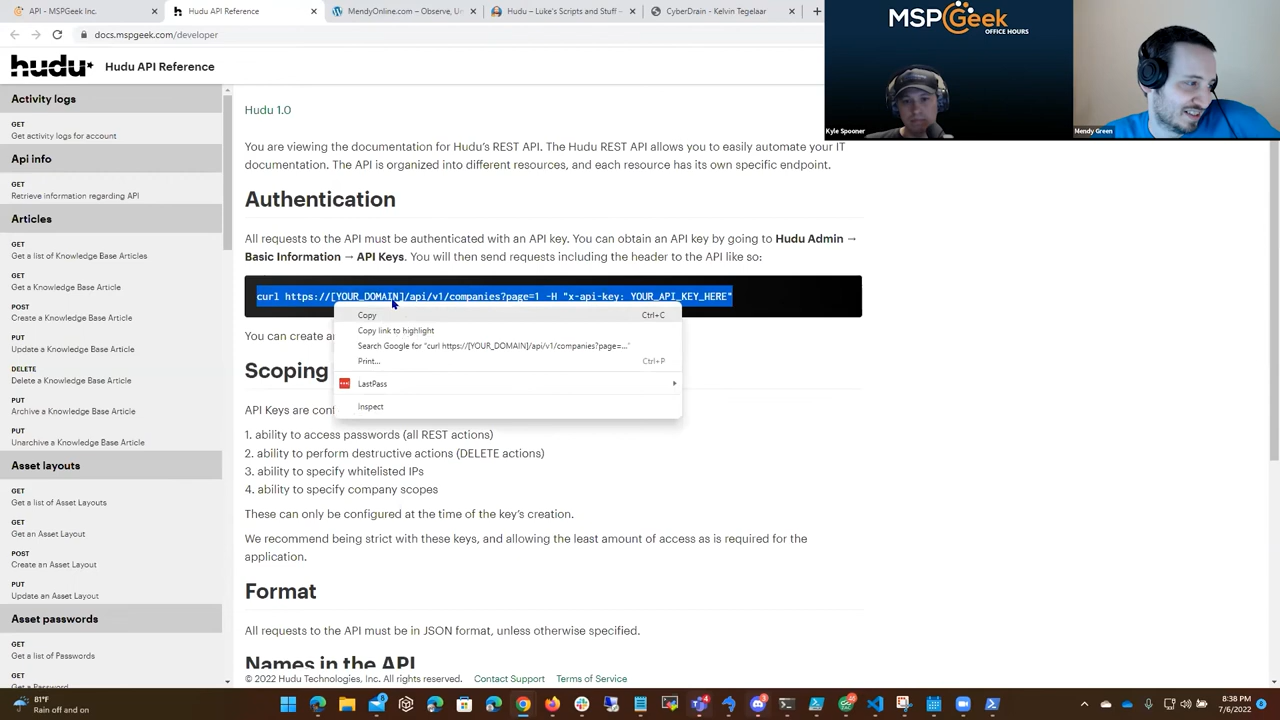 API – MSPGeek Inc.
Hudu API Reference
MendyOnline.com – Observe, Un
Hudu – Luke's Scripts and Stuff –
CyberDrain - Kelvin Tegelaar
docs.mspgeek.com/developer
hudu
Hudu API Reference
MSPGeek
OFFICE HOURS
Kyle Spooner
Mendy Green
Activity logs
GET
Get activity logs for account
Api info
GET
Retrieve information regarding API
Articles
GET
Get a list of Knowledge Base Articles
GET
Get a Knowledge Base Article
POST
Create a Knowledge Base Article
PUT
Update a Knowledge Base Article
DELETE
Delete a Knowledge Base Article
PUT
Archive a Knowledge Base Article
PUT
Unarchive a Knowledge Base Article
Asset layouts
GET
Get a list of Asset Layouts
GET
Get an Asset Layout
POST
Create an Asset Layout
PUT
Update an Asset Layout
Asset passwords
GET
Get a list of Passwords
GET
Get a Password
Hudu 1.0
You are viewing the documentation for Hudu's REST API. The Hudu REST API allows you to easily automate your IT
documentation. The API is organized into different resources, and each resource has its own specific endpoint.
Authentication
All requests to the API must be authenticated with an API key. You can obtain an API key by going to Hudu Admin →
Basic Information → API Keys. You will then send requests including the header to the API like so:
curl https://[YOUR_DOMAIN]/api/v1/companies?page=1 -H "x-api-key: YOUR_API_KEY_HERE"
You can create an
Copy Ctrl+C
Copy link to highlight
Search Google for "curl https://[YOUR_DOMAIN]/api/v1/companies?page=..."
Print... Ctrl+P
LastPass
Inspect
Scoping
API Keys are con
1. ability to access passwords (all REST actions)
2. ability to perform destructive actions (DELETE actions)
3. ability to specify whitelisted IPs
4. ability to specify company scopes
These can only be configured at the time of the key's creation.
We recommend being strict with these keys, and allowing the least amount of access as is required for the
application.
Format
All requests to the API must be in JSON format, unless otherwise specified.
Names in the API
© 2022 Hudu Technologies, Inc. All rights reserved. Contact Support Terms of Service
81°F
Rain off and on
8:38 PM
7/6/2022